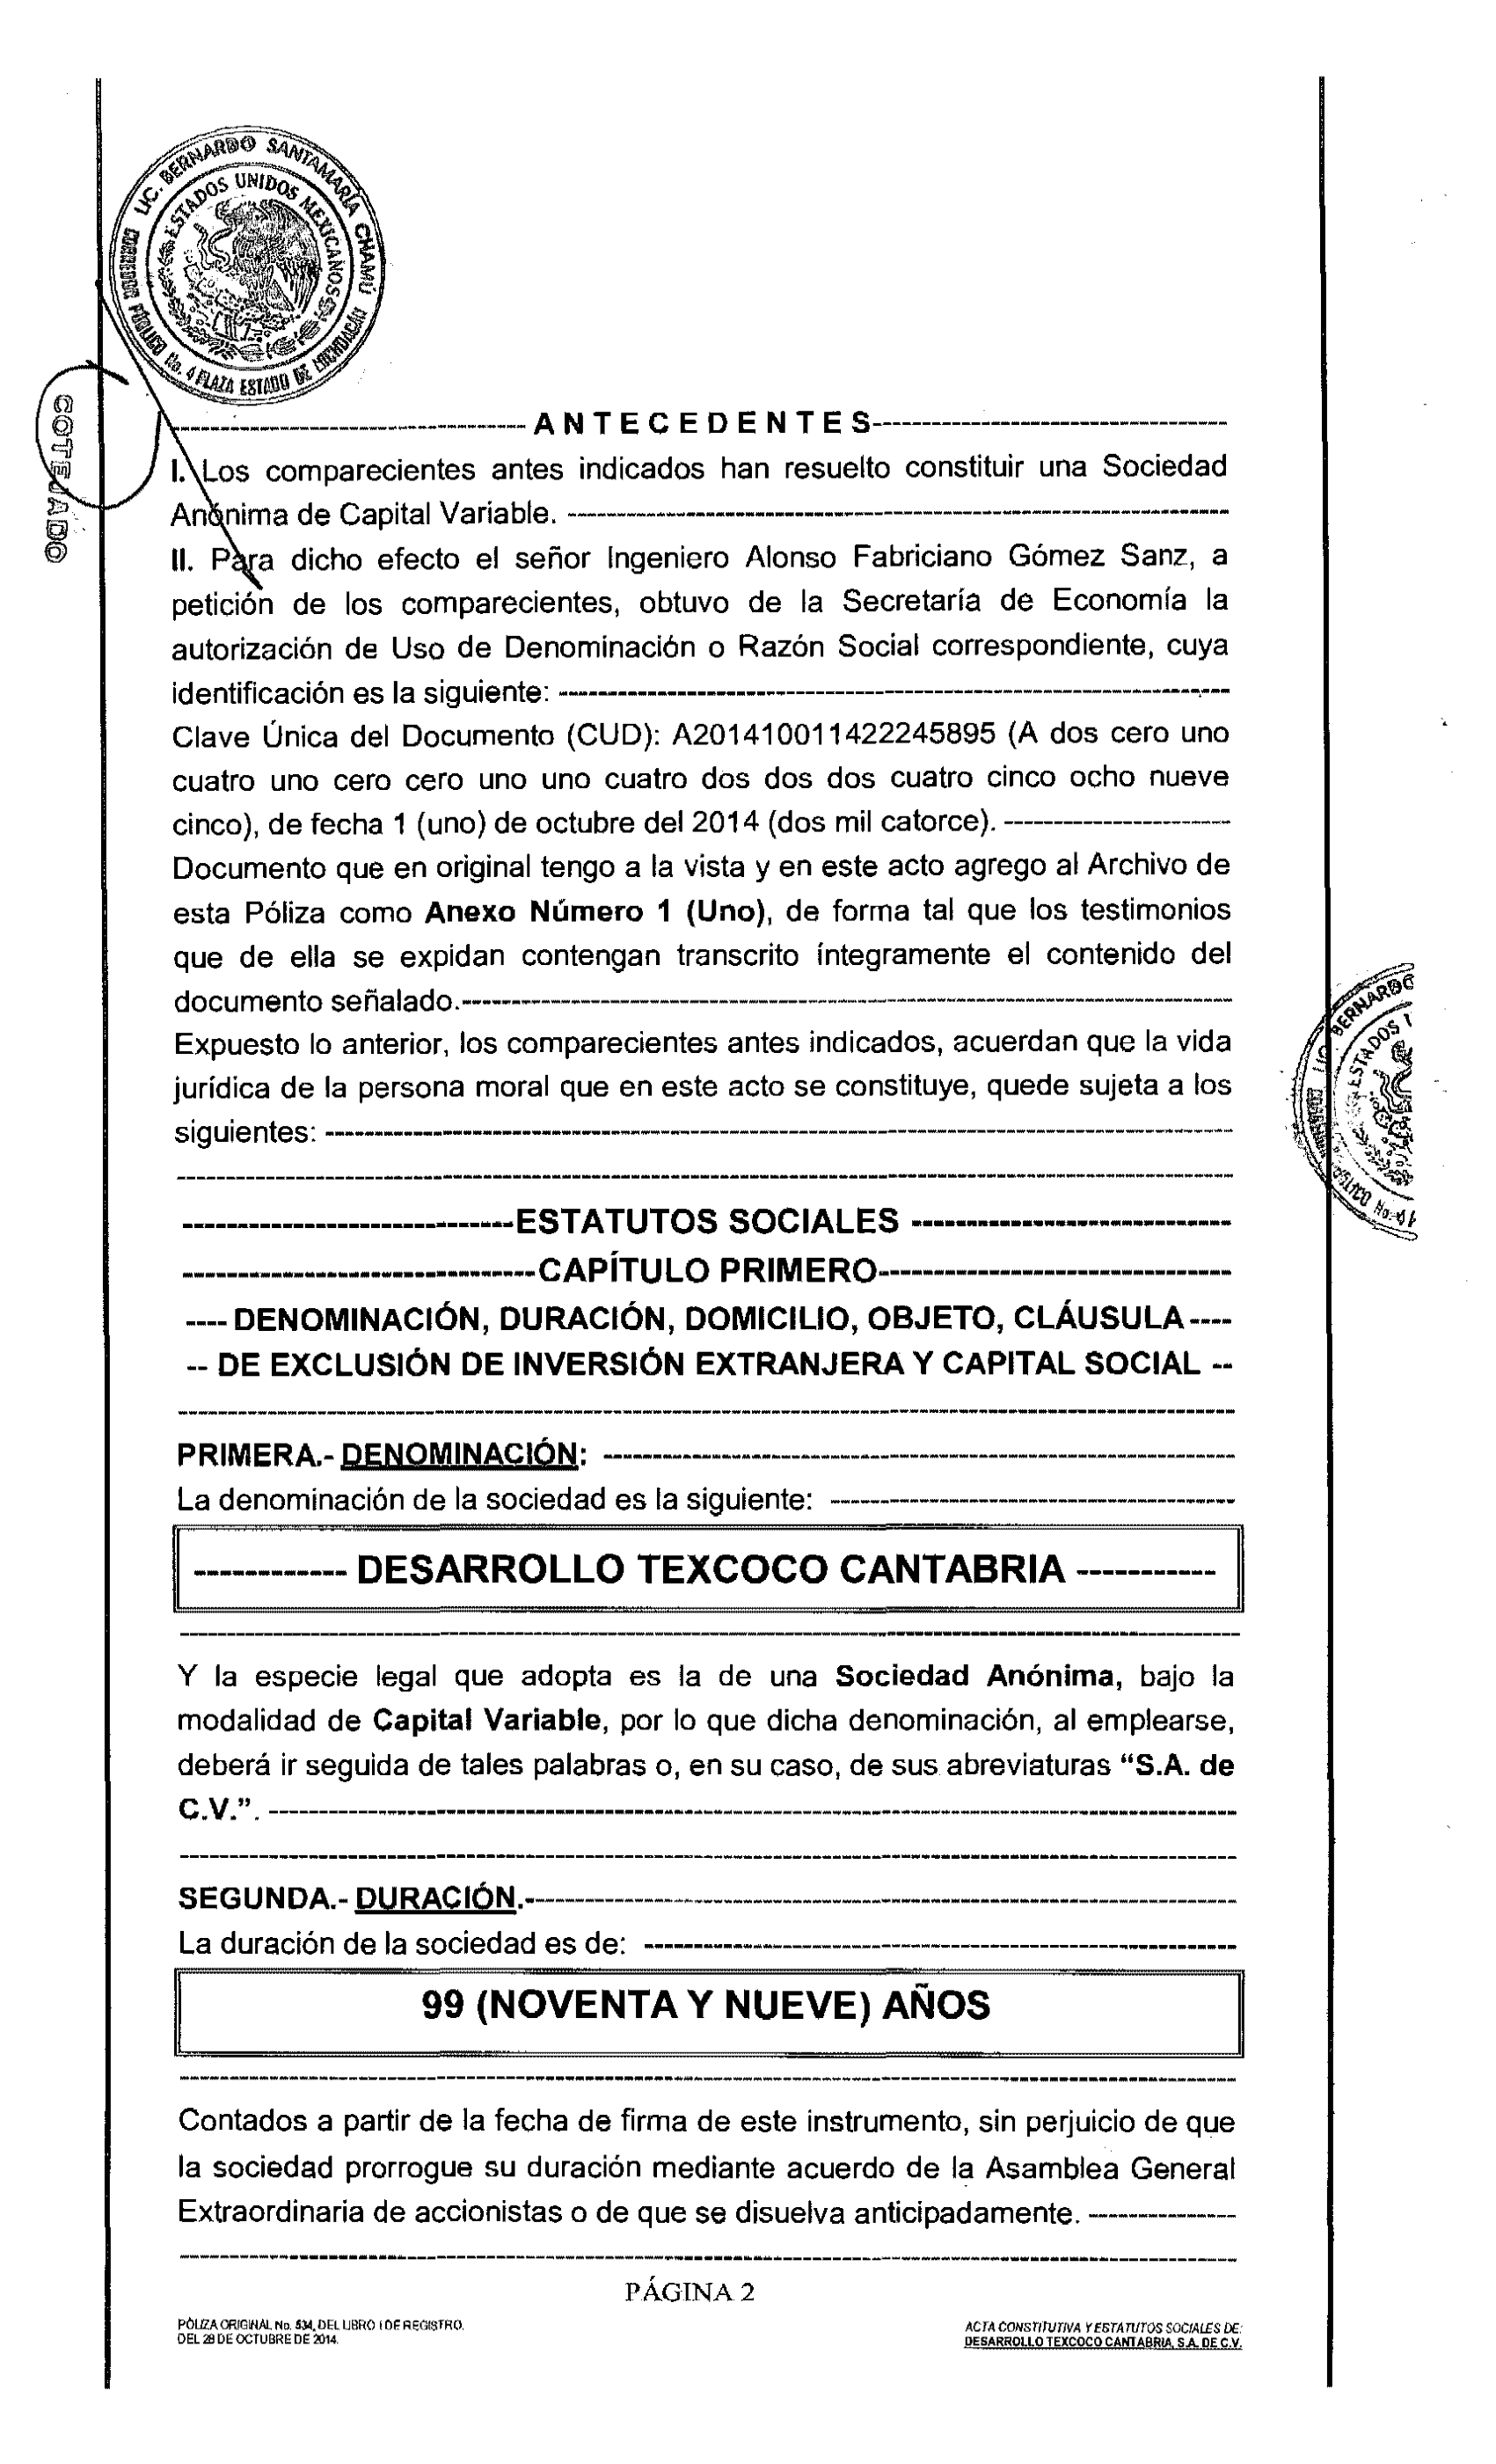 LIC. BERNARDO SANTAMARÍA CHAMÚ
ESTADOS UNIDOS MEXICANOS
CORREDOR PÚBLICO No. 4 PLAZA ESTADO DE MICHOACÁN
COTEJADO
ANTECEDENTES
I. Los comparecientes antes indicados han resuelto constituir una Sociedad
Anónima de Capital Variable.
II. Para dicho efecto el señor Ingeniero Alonso Fabriciano Gómez Sanz, a
petición de los comparecientes, obtuvo de la Secretaría de Economía la
autorización de Uso de Denominación o Razón Social correspondiente, cuya
identificación es la siguiente:
Clave Única del Documento (CUD): A201410011422245895 (A dos cero uno
cuatro uno cero cero uno uno cuatro dos dos dos cuatro cinco ocho nueve
cinco), de fecha 1 (uno) de octubre del 2014 (dos mil catorce).
Documento que en original tengo a la vista y en este acto agrego al Archivo de
esta Póliza como Anexo Número 1 (Uno), de forma tal que los testimonios
que de ella se expidan contengan transcrito íntegramente el contenido del
documento señalado.
Expuesto lo anterior, los comparecientes antes indicados, acuerdan que la vida
jurídica de la persona moral que en este acto se constituye, quede sujeta a los
siguientes:
ESTATUTOS SOCIALES
CAPÍTULO PRIMERO
---- DENOMINACIÓN, DURACIÓN, DOMICILIO, OBJETO, CLÁUSULA ----
-- DE EXCLUSIÓN DE INVERSIÓN EXTRANJERA Y CAPITAL SOCIAL --
PRIMERA.- DENOMINACIÓN:
La denominación de la sociedad es la siguiente:
DESARROLLO TEXCOCO CANTABRIA
Y la especie legal que adopta es la de una Sociedad Anónima, bajo la
modalidad de Capital Variable, por lo que dicha denominación, al emplearse,
deberá ir seguida de tales palabras o, en su caso, de sus abreviaturas “S.A. de
C.V.”.
SEGUNDA.- DURACIÓN.-
La duración de la sociedad es de:
99 (NOVENTA Y NUEVE) AÑOS
Contados a partir de la fecha de firma de este instrumento, sin perjuicio de que
la sociedad prorrogue su duración mediante acuerdo de la Asamblea General
Extraordinaria de accionistas o de que se disuelva anticipadamente.
PÁGINA 2
PÓLIZA ORIGINAL No. 534, DEL LIBRO I DE REGISTRO.
DEL 28 DE OCTUBRE DE 2014.
ACTA CONSTITUTIVA Y ESTATUTOS SOCIALES DE:
DESARROLLO TEXCOCO CANTABRIA, S.A. DE C.V.